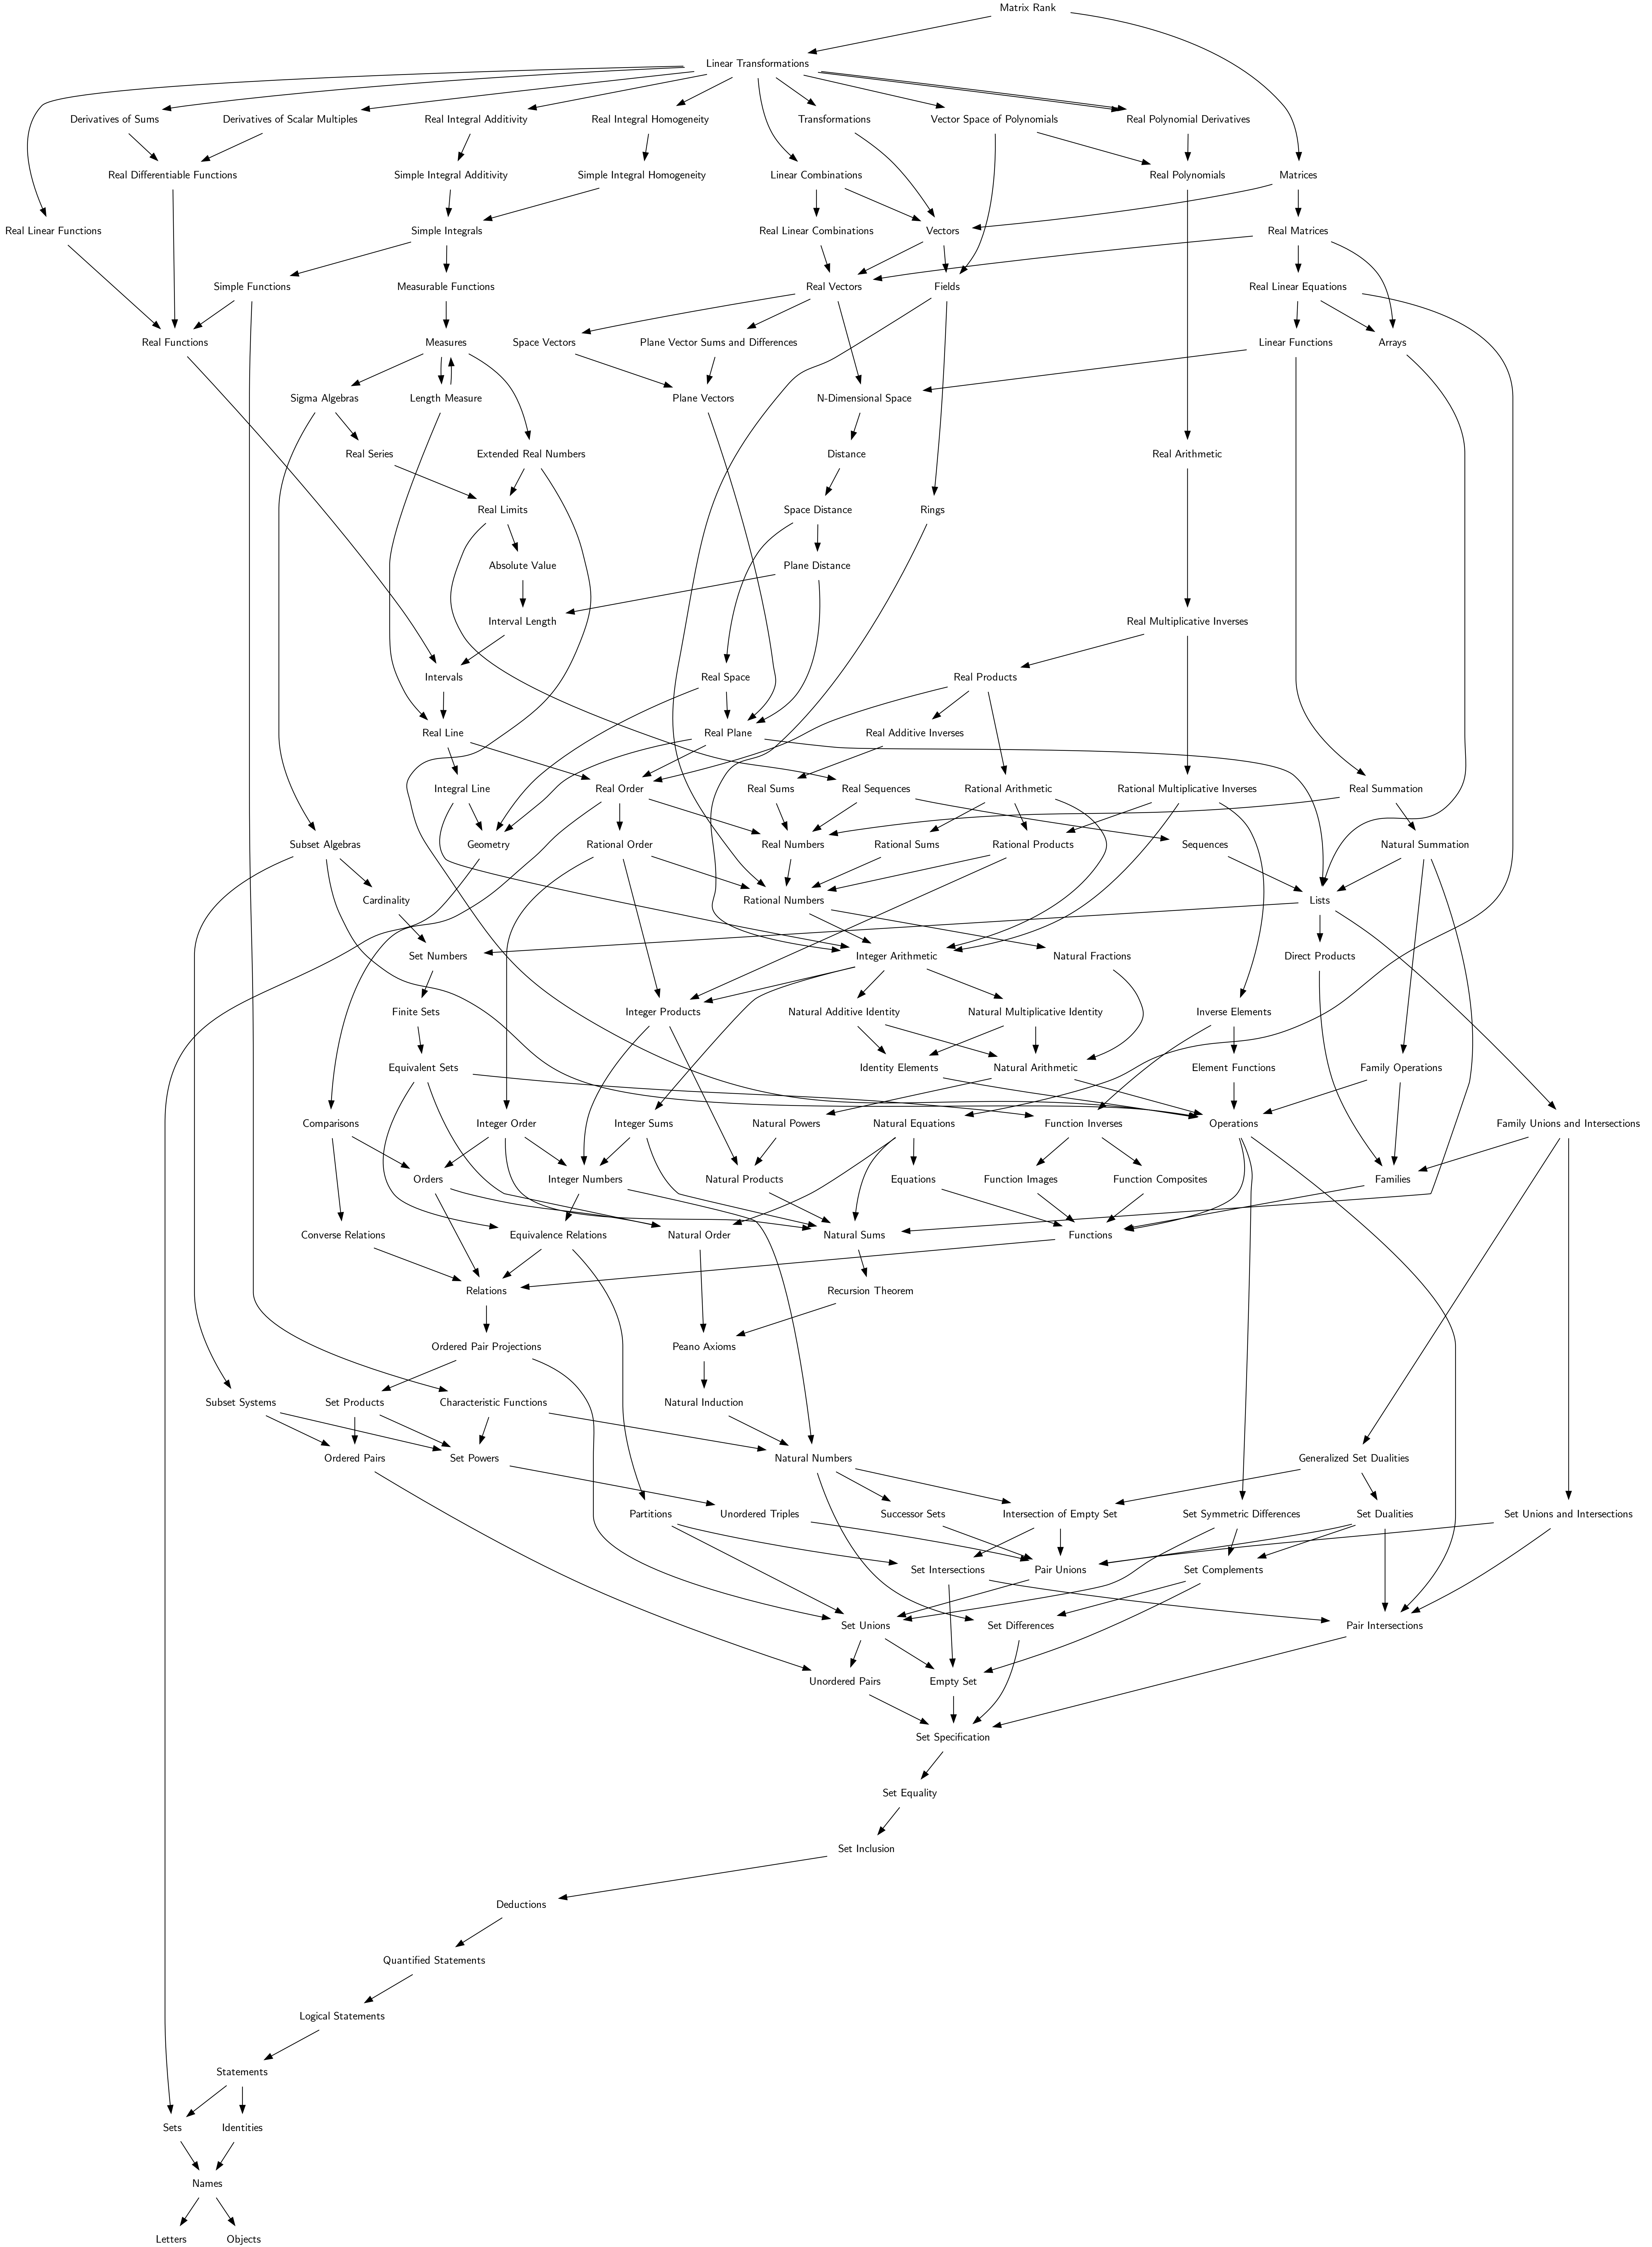 Matrix Rank
Linear Transformations
Derivatives of Sums
Derivatives of Scalar Multiples
Real Integral Additivity
Real Integral Homogeneity
Transformations
Vector Space of Polynomials
Real Polynomial Derivatives
Real Differentiable Functions
Simple Integral Additivity
Simple Integral Homogeneity
Linear Combinations
Real Polynomials
Matrices
Real Linear Functions
Simple Integrals
Real Linear Combinations
Vectors
Real Matrices
Simple Functions
Measurable Functions
Real Vectors
Fields
Real Linear Equations
Real Functions
Measures
Space Vectors
Plane Vector Sums and Differences
Linear Functions
Arrays
Sigma Algebras
Length Measure
Plane Vectors
N-Dimensional Space
Real Series
Extended Real Numbers
Distance
Real Arithmetic
Real Limits
Space Distance
Rings
Absolute Value
Plane Distance
Interval Length
Real Multiplicative Inverses
Intervals
Real Space
Real Products
Real Line
Real Plane
Real Additive Inverses
Integral Line
Real Order
Real Sums
Real Sequences
Rational Arithmetic
Rational Multiplicative Inverses
Real Summation
Subset Algebras
Geometry
Rational Order
Real Numbers
Rational Sums
Rational Products
Sequences
Natural Summation
Cardinality
Rational Numbers
Lists
Set Numbers
Integer Arithmetic
Natural Fractions
Direct Products
Finite Sets
Integer Products
Natural Additive Identity
Natural Multiplicative Identity
Inverse Elements
Equivalent Sets
Identity Elements
Natural Arithmetic
Element Functions
Family Operations
Comparisons
Integer Order
Integer Sums
Natural Powers
Natural Equations
Function Inverses
Operations
Family Unions and Intersections
Orders
Integer Numbers
Natural Products
Equations
Function Images
Function Composites
Families
Converse Relations
Equivalence Relations
Natural Order
Natural Sums
Functions
Relations
Recursion Theorem
Ordered Pair Projections
Peano Axioms
Subset Systems
Set Products
Characteristic Functions
Natural Induction
Ordered Pairs
Set Powers
Natural Numbers
Generalized Set Dualities
Partitions
Unordered Triples
Successor Sets
Intersection of Empty Set
Set Symmetric Differences
Set Dualities
Set Unions and Intersections
Set Intersections
Pair Unions
Set Complements
Set Unions
Set Differences
Pair Intersections
Unordered Pairs
Empty Set
Set Specification
Set Equality
Set Inclusion
Deductions
Quantified Statements
Logical Statements
Statements
Sets
Identities
Names
Letters
Objects